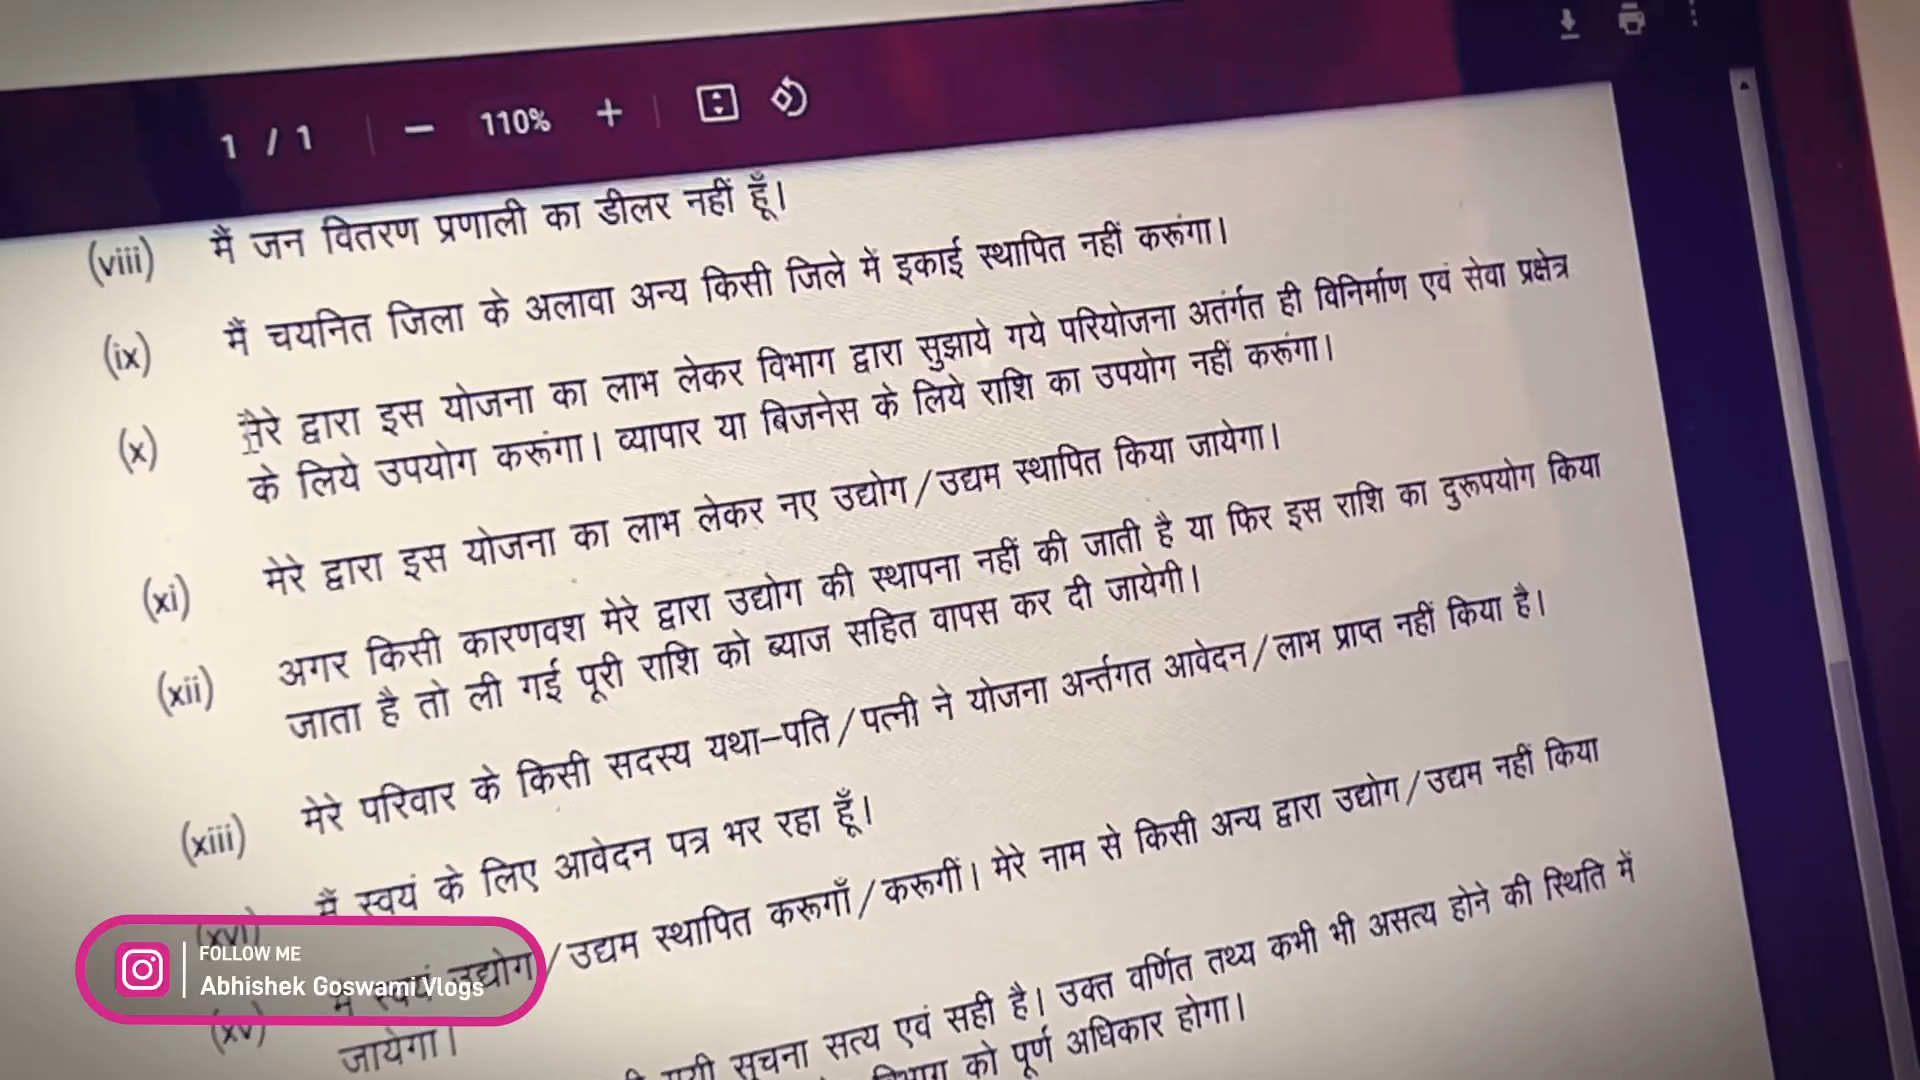 1 / 1 — 110% +
(viii) मैं जन वितरण प्रणाली का डीलर नहीं हूँ।
(ix) मैं चयनित जिला के अलावा अन्य किसी जिले में इकाई स्थापित नहीं करूंगा।
(x) मेरे द्वारा इस योजना का लाभ लेकर विभाग द्वारा सुझाये गये परियोजना अतंर्गत ही विनिर्माण एवं सेवा प्रक्षेत्र
के लिये उपयोग करूंगा। व्यापार या बिजनेस के लिये राशि का उपयोग नहीं करूंगा।
(xi) मेरे द्वारा इस योजना का लाभ लेकर नए उद्योग/उद्यम स्थापित किया जायेगा।
(xii) अगर किसी कारणवश मेरे द्वारा उद्योग की स्थापना नहीं की जाती है या फिर इस राशि का दुरूपयोग किया
जाता है तो ली गई पूरी राशि को ब्याज सहित वापस कर दी जायेगी।
(xiii) मेरे परिवार के किसी सदस्य यथा–पति/पत्नी ने योजना अर्न्तगत आवेदन/लाभ प्राप्त नहीं किया है।
(xvi) मैं स्वयं के लिए आवेदन पत्र भर रहा हूँ।
(xv) मैं स्वयं उद्योग/उद्यम स्थापित करूगाँ/करूगीं। मेरे नाम से किसी अन्य द्वारा उद्योग/उद्यम नहीं किया
जायेगा।
सूचना सत्य एवं सही है। उक्त वर्णित तथ्य कभी भी असत्य होने की स्थिति में
विभाग को पूर्ण अधिकार होगा।
FOLLOW ME
Abhishek Goswami Vlogs